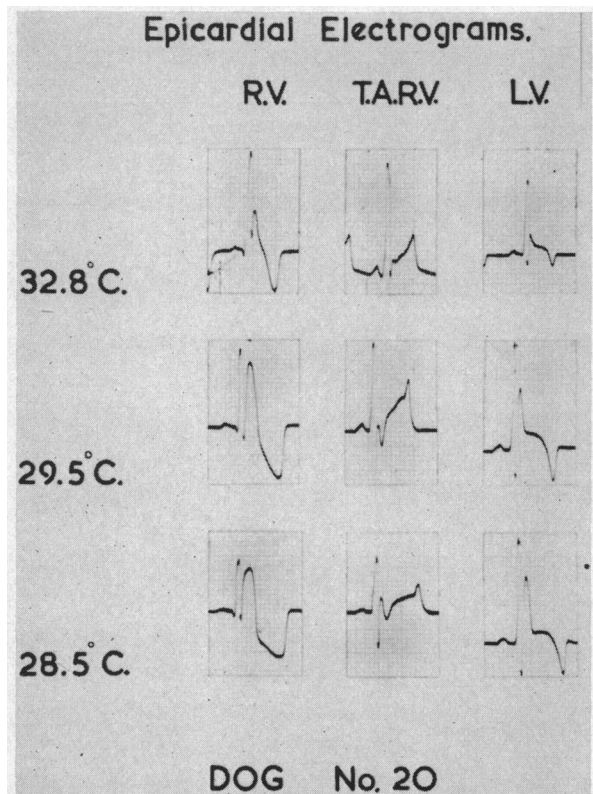 Epicardial Electrograms.
R.V. T.A.R.V. L.V.
32.8°C.
29.5°C.
28.5°C.
DOG No. 20